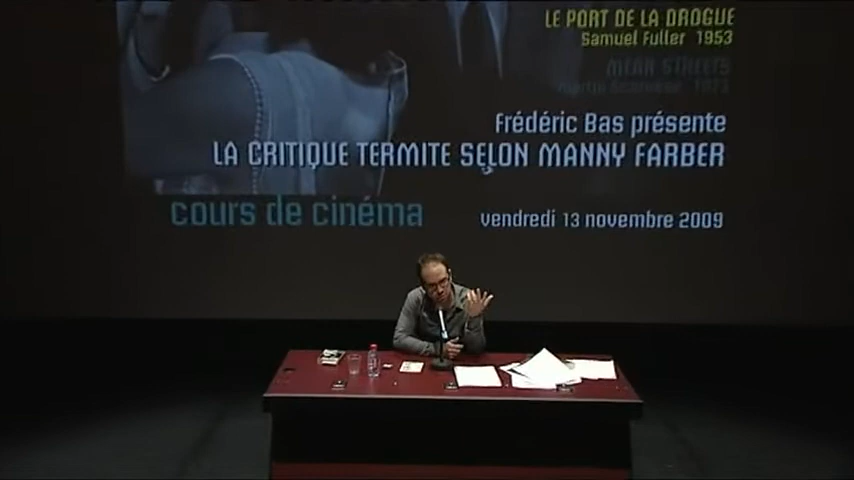 LE PORT DE LA DROGUE
Samuel Fuller 1953
MEAN STREETS
Frédéric Bas présente
LA CRITIQUE TERMITE SELON MANNY FARBER
cours de cinéma
vendredi 13 novembre 2009